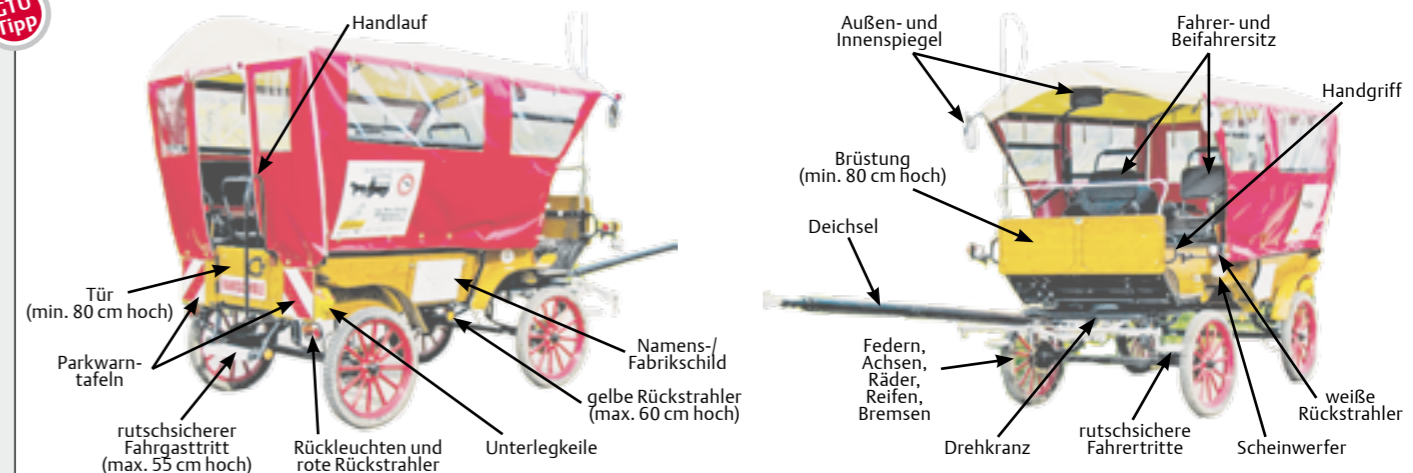 GTÜ
Tipp
Handlauf
Tür
(min. 80 cm hoch)
Parkwarn-
tafeln
rutschsicherer
Fahrgasttritt
(max. 55 cm hoch)
Rückleuchten und
rote Rückstrahler
Unterlegkeile
gelbe Rückstrahler
(max. 60 cm hoch)
Namens-/
Fabrikschild
Außen- und
Innenspiegel
Fahrer- und
Beifahrersitz
Handgriff
Brüstung
(min. 80 cm hoch)
Deichsel
Federn,
Achsen,
Räder,
Reifen,
Bremsen
Drehkranz
rutschsichere
Fahrertritte
Scheinwerfer
weiße
Rückstrahler